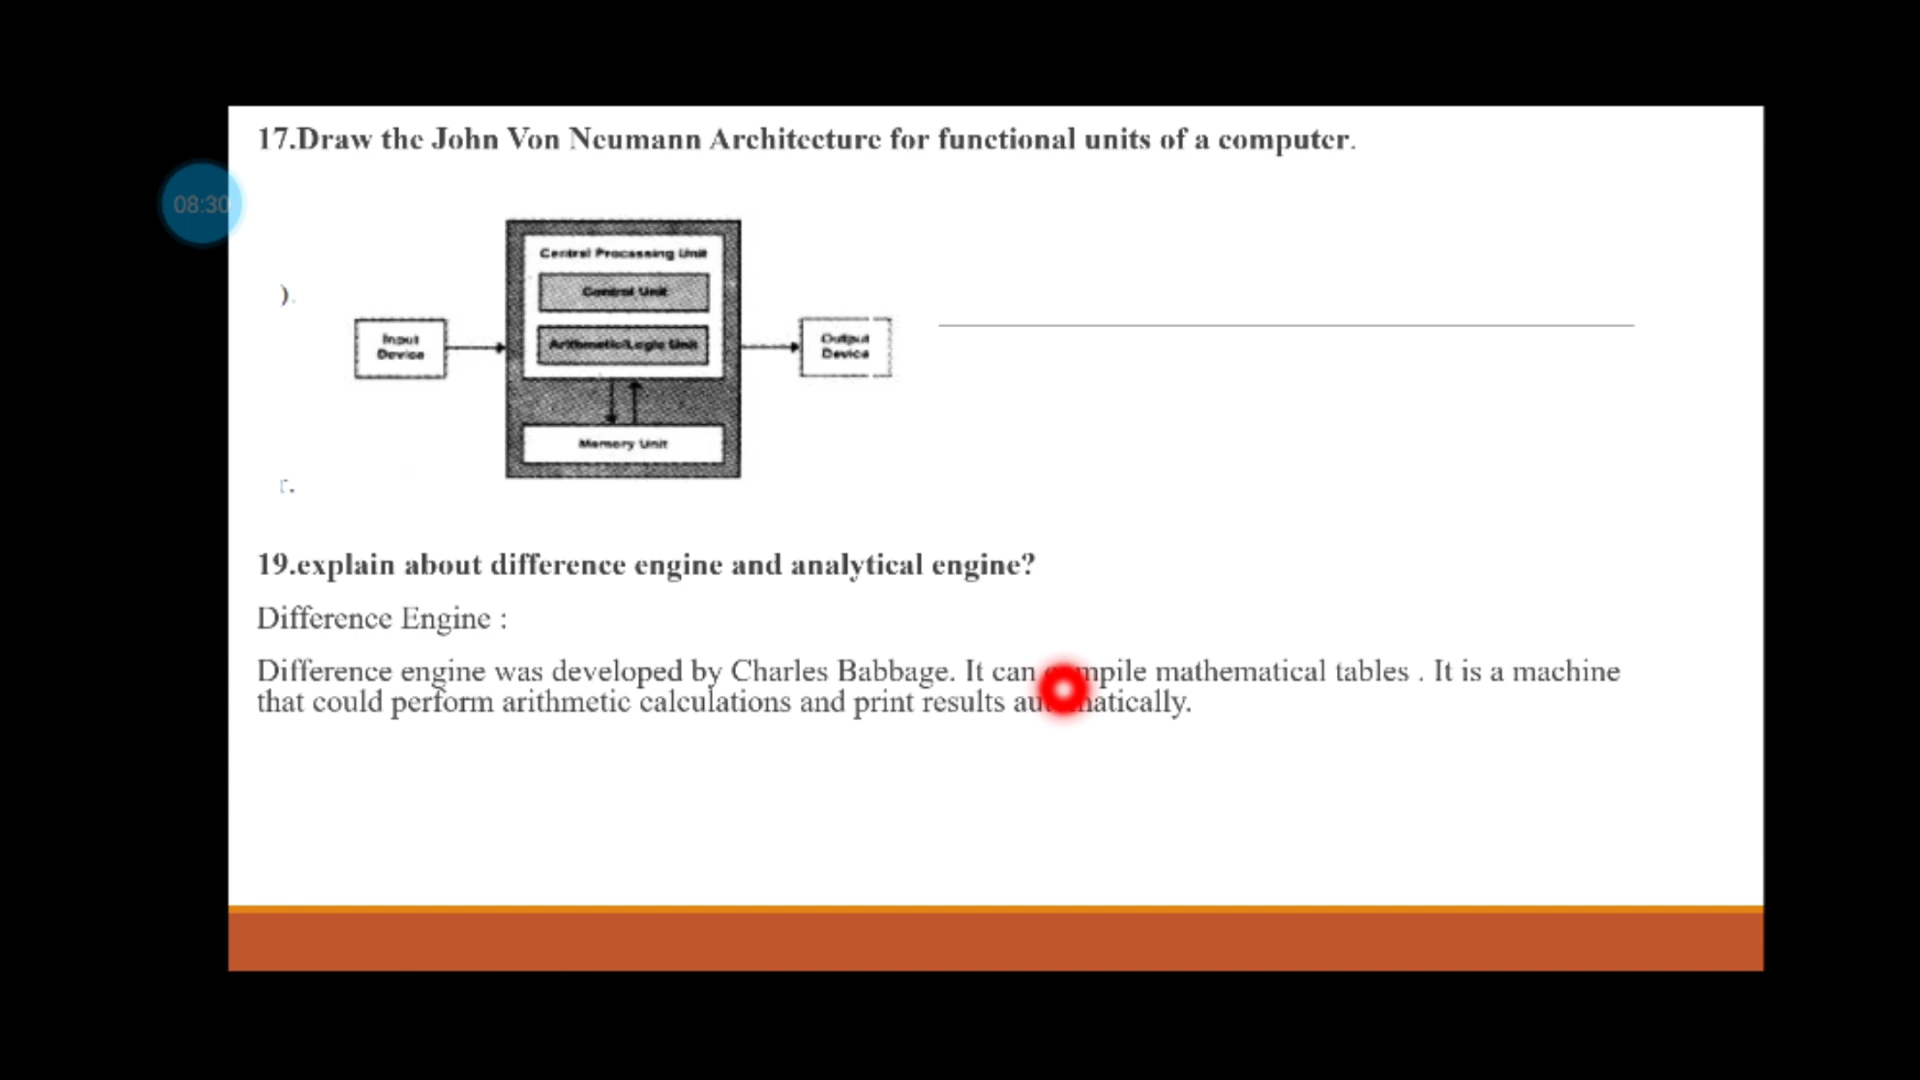 17.Draw the John Von Neumann Architecture for functional units of a computer.
08:30
Central Processing Unit
Control Unit
).
Input
Device
Arithmetic/Logic Unit
Output
Device
Memory Unit
r.
19.explain about difference engine and analytical engine?
Difference Engine :
Difference engine was developed by Charles Babbage. It can compile mathematical tables . It is a machine
that could perform arithmetic calculations and print results automatically.